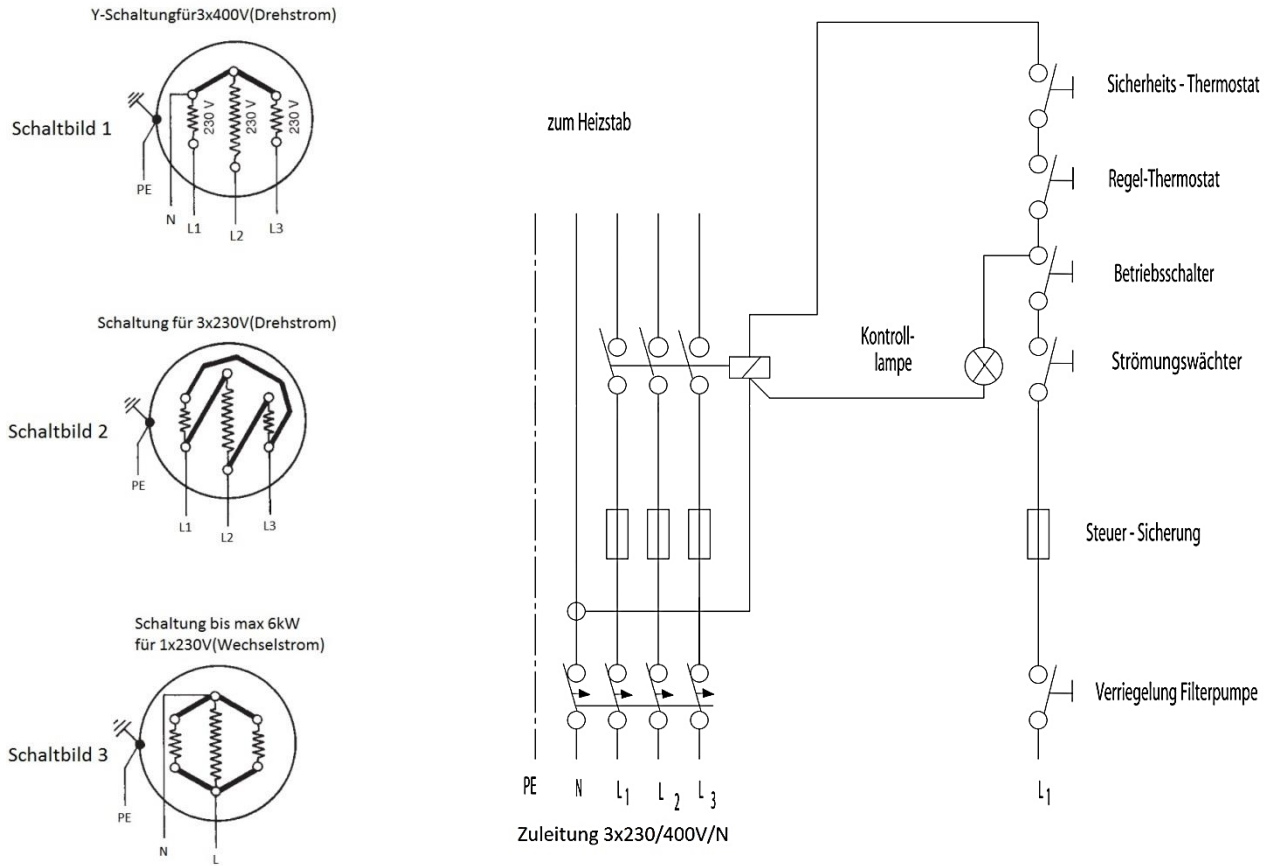 Y-Schaltungfür3x400V(Drehstrom)
Schaltbild 1
230 V
230 V
230 V
PE
N
L1
L2
L3
Schaltung für 3x230V(Drehstrom)
Schaltbild 2
PE
L1
L2
L3
Schaltung bis max 6kW
für 1x230V(Wechselstrom)
Schaltbild 3
PE
N
L
zum Heizstab
Kontroll-
lampe
Sicherheits - Thermostat
Regel-Thermostat
Betriebsschalter
Strömungswächter
Steuer - Sicherung
Verriegelung Filterpumpe
PE
N
L1
L2
L3
L1
Zuleitung 3x230/400V/N